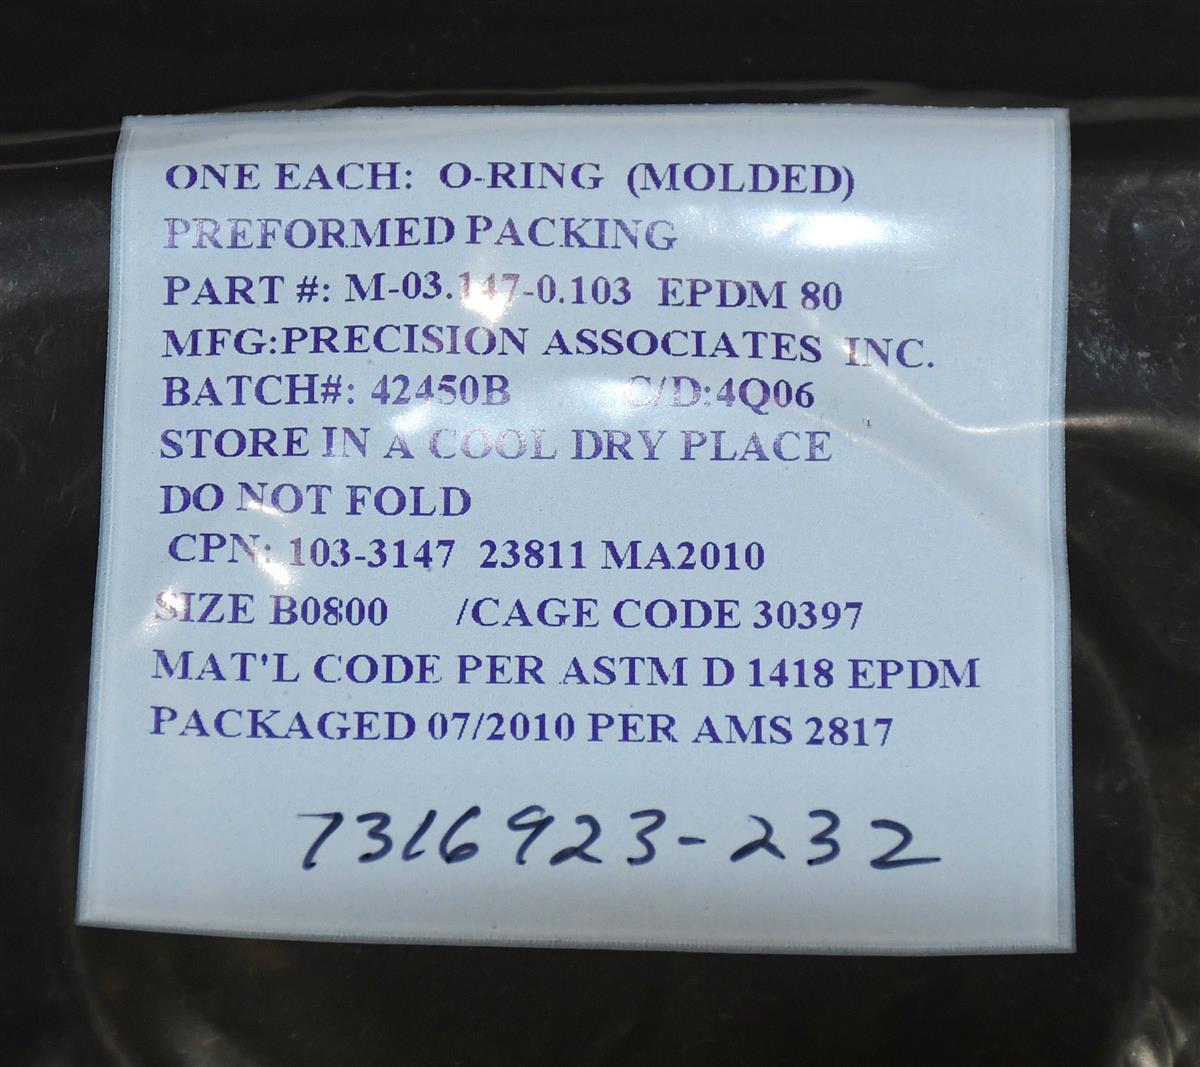 ONE EACH: O-RING (MOLDED)
PREFORMED PACKING
PART #: M-03.147-0.103 EPDM 80
MFG:PRECISION ASSOCIATES INC.
BATCH#: 42450B C/D:4Q06
STORE IN A COOL DRY PLACE
DO NOT FOLD
CPN: 103-3147 23811 MA2010
SIZE B0800 /CAGE CODE 30397
MAT'L CODE PER ASTM D 1418 EPDM
PACKAGED 07/2010 PER AMS 2817
7316923-232